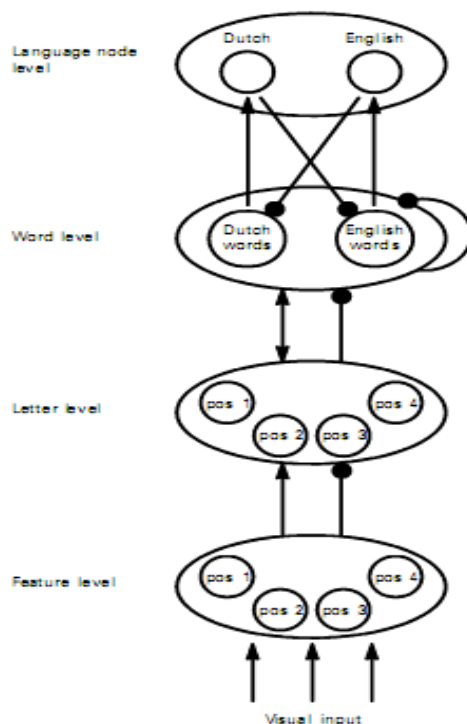 Dutch English
Language node
level
Word level
Dutch
words
English
words
Letter level
pos 1
pos 4
pos 2
pos 3
Feature level
pos 1
pos 4
pos 2
pos 3
Visual input